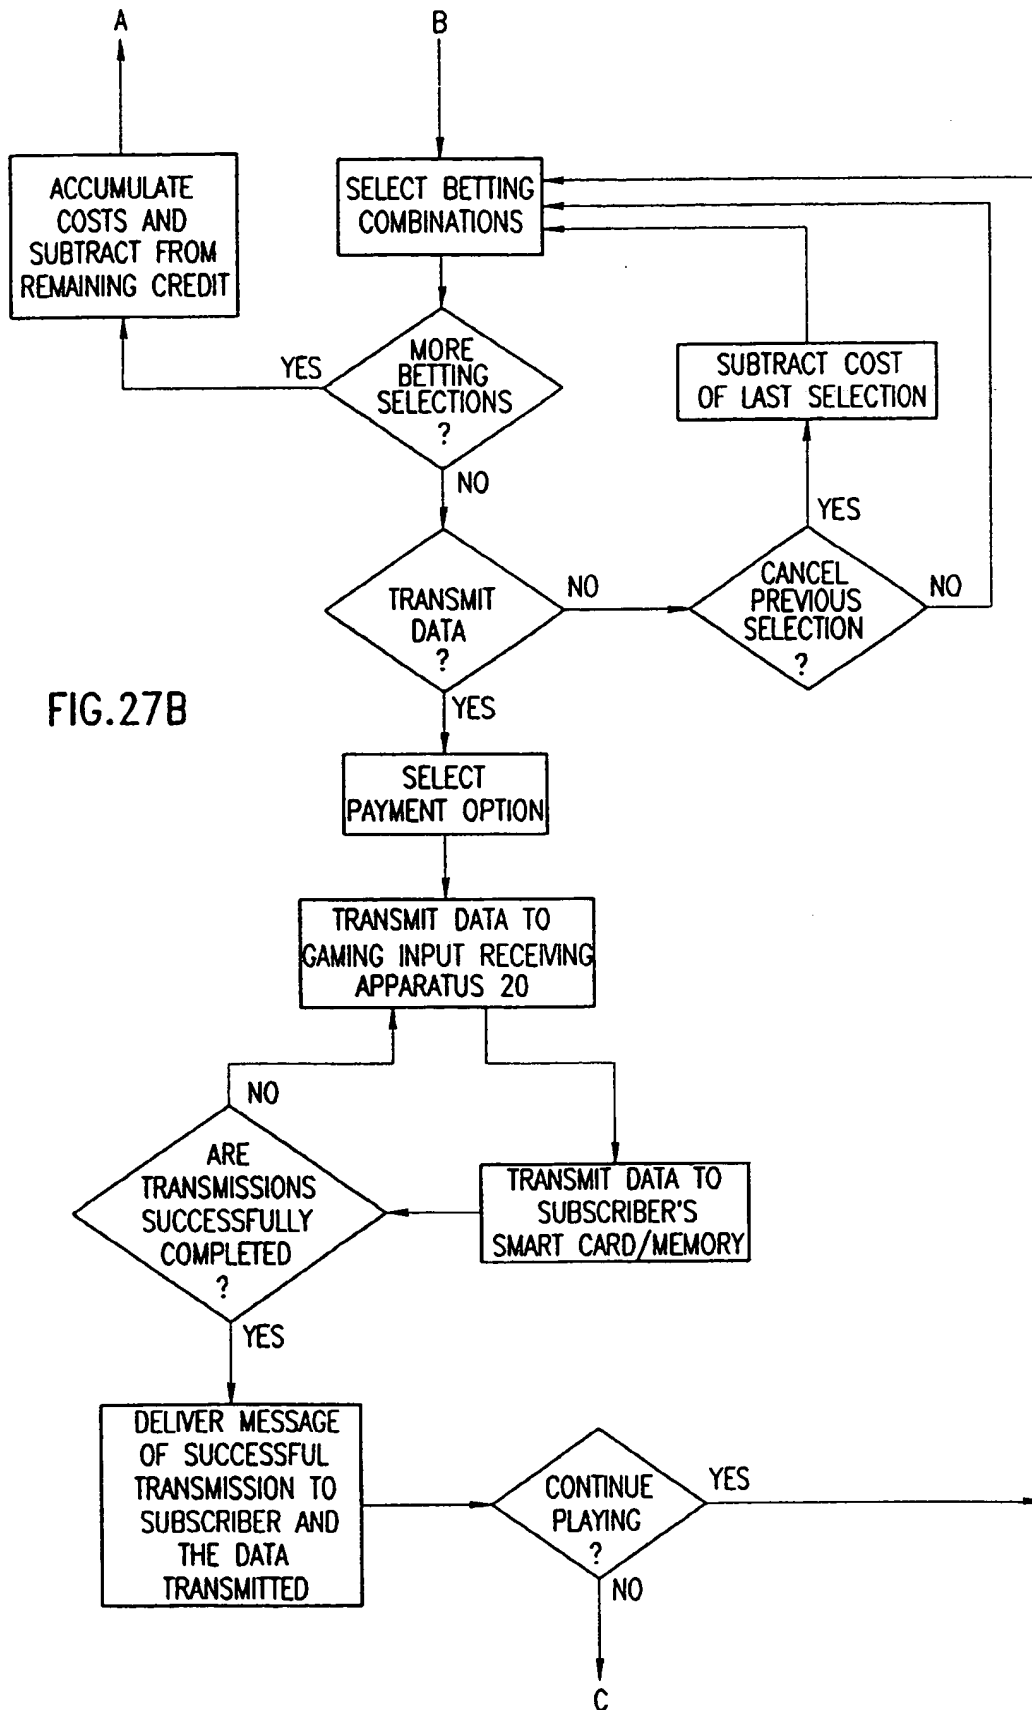 A
B
ACCUMULATE
COSTS AND
SUBTRACT FROM
REMAINING CREDIT
SELECT BETTING
COMBINATIONS
YES
MORE
BETTING
SELECTIONS
?
SUBTRACT COST
OF LAST SELECTION
NO
YES
TRANSMIT
DATA
?
NO
CANCEL
PREVIOUS
SELECTION
?
NO
FIG.27B
YES
SELECT
PAYMENT OPTION
TRANSMIT DATA TO
GAMING INPUT RECEIVING
APPARATUS 20
NO
ARE
TRANSMISSIONS
SUCCESSFULLY
COMPLETED
?
TRANSMIT DATA TO
SUBSCRIBER'S
SMART CARD/MEMORY
YES
DELIVER MESSAGE
OF SUCCESSFUL
TRANSMISSION TO
SUBSCRIBER AND
THE DATA
TRANSMITTED
CONTINUE
PLAYING
?
YES
NO
C